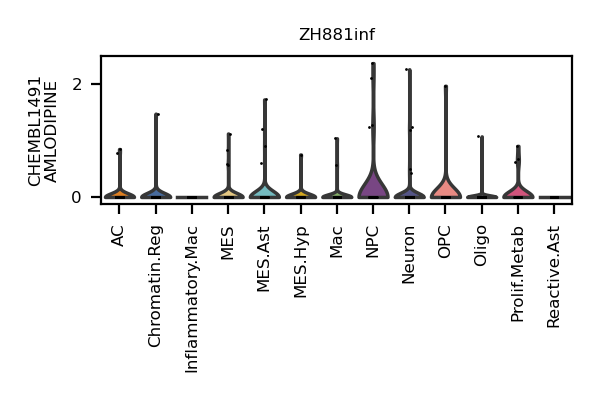 ZH881inf
CHEMBL1491
AMLODIPINE
2
0
AC
Chromatin.Reg
Inflammatory.Mac
MES
MES.Ast
MES.Hyp
Mac
NPC
Neuron
OPC
Oligo
Prolif.Metab
Reactive.Ast